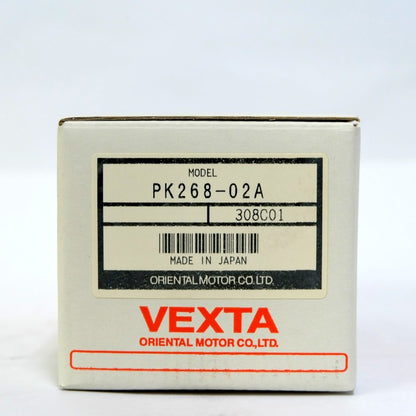 MODEL
PK268-02A
308C01
MADE IN JAPAN
ORIENTAL MOTOR CO.LTD.
VEXTA
ORIENTAL MOTOR CO.,LTD.